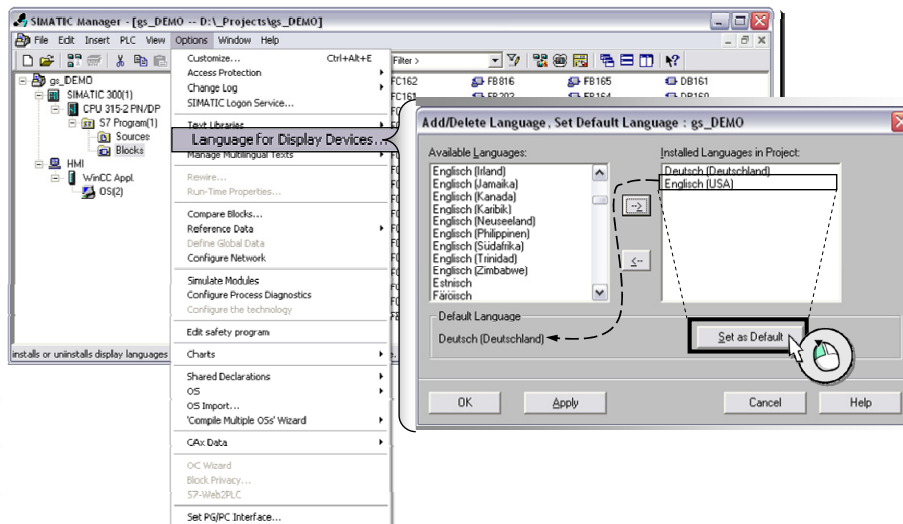 SIMATIC Manager - [gs_DEMO -- D:\_Projects\gs_DEMO]
File Edit Insert PLC View Options Window Help
Filter >
gs_DEMO
SIMATIC 300(1)
CPU 315-2 PN/DP
S7 Program(1)
Sources
Blocks
HMI
WinCC Appl.
OS(2)
Customize... Ctrl+Alt+E
Access Protection
Change Log
SIMATIC Logon Service...
Text Libraries
Language for Display Devices...
Manage Multilingual Texts
Rewire...
Run-Time Properties...
Compare Blocks...
Reference Data
Define Global Data
Configure Network
Simulate Modules
Configure Process Diagnostics
Configure the technology
Edit safety program
Charts
Shared Declarations
OS
OS Import...
'Compile Multiple OSs' Wizard
CAx Data
OC Wizard
Block Privacy...
S7-Web2PLC
Set PG/PC Interface...
FC162 FB816 FB165 DB161
FC161 FB203 FB164 DB160
installs or uninstalls display languages
Add/Delete Language, Set Default Language : gs_DEMO
Available Languages:
Englisch (Irland)
Englisch (Jamaika)
Englisch (Kanada)
Englisch (Karibik)
Englisch (Neuseeland)
Englisch (Philippinen)
Englisch (Südafrika)
Englisch (Trinidad)
Englisch (Zimbabwe)
Estnisch
Färöisch
-->
<--
Installed Languages in Project:
Deutsch (Deutschland)
Englisch (USA)
Default Language
Deutsch (Deutschland)
Set as Default
OK Apply Cancel Help